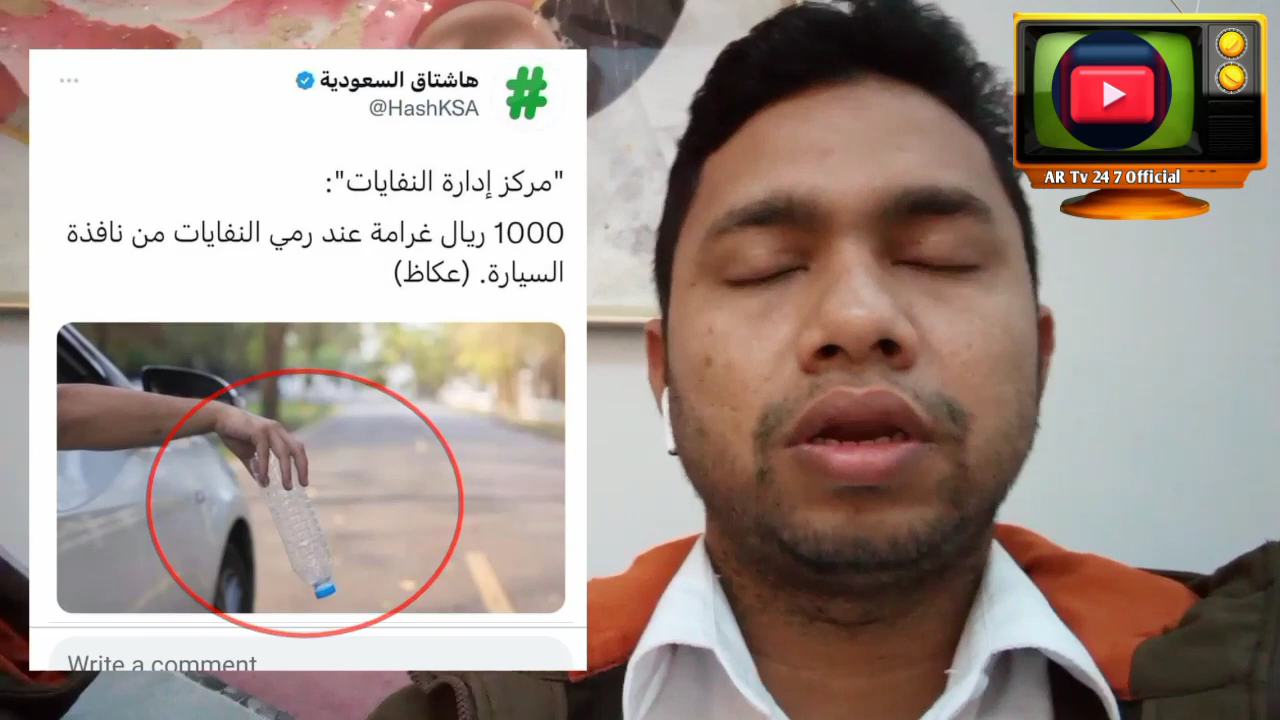 هاشتاق السعودية
@HashKSA
"مركز إدارة النفايات":
1000 ريال غرامة عند رمي النفايات من نافذة
السيارة. (عكاظ)
Write a comment
AR Tv 24 7 Official